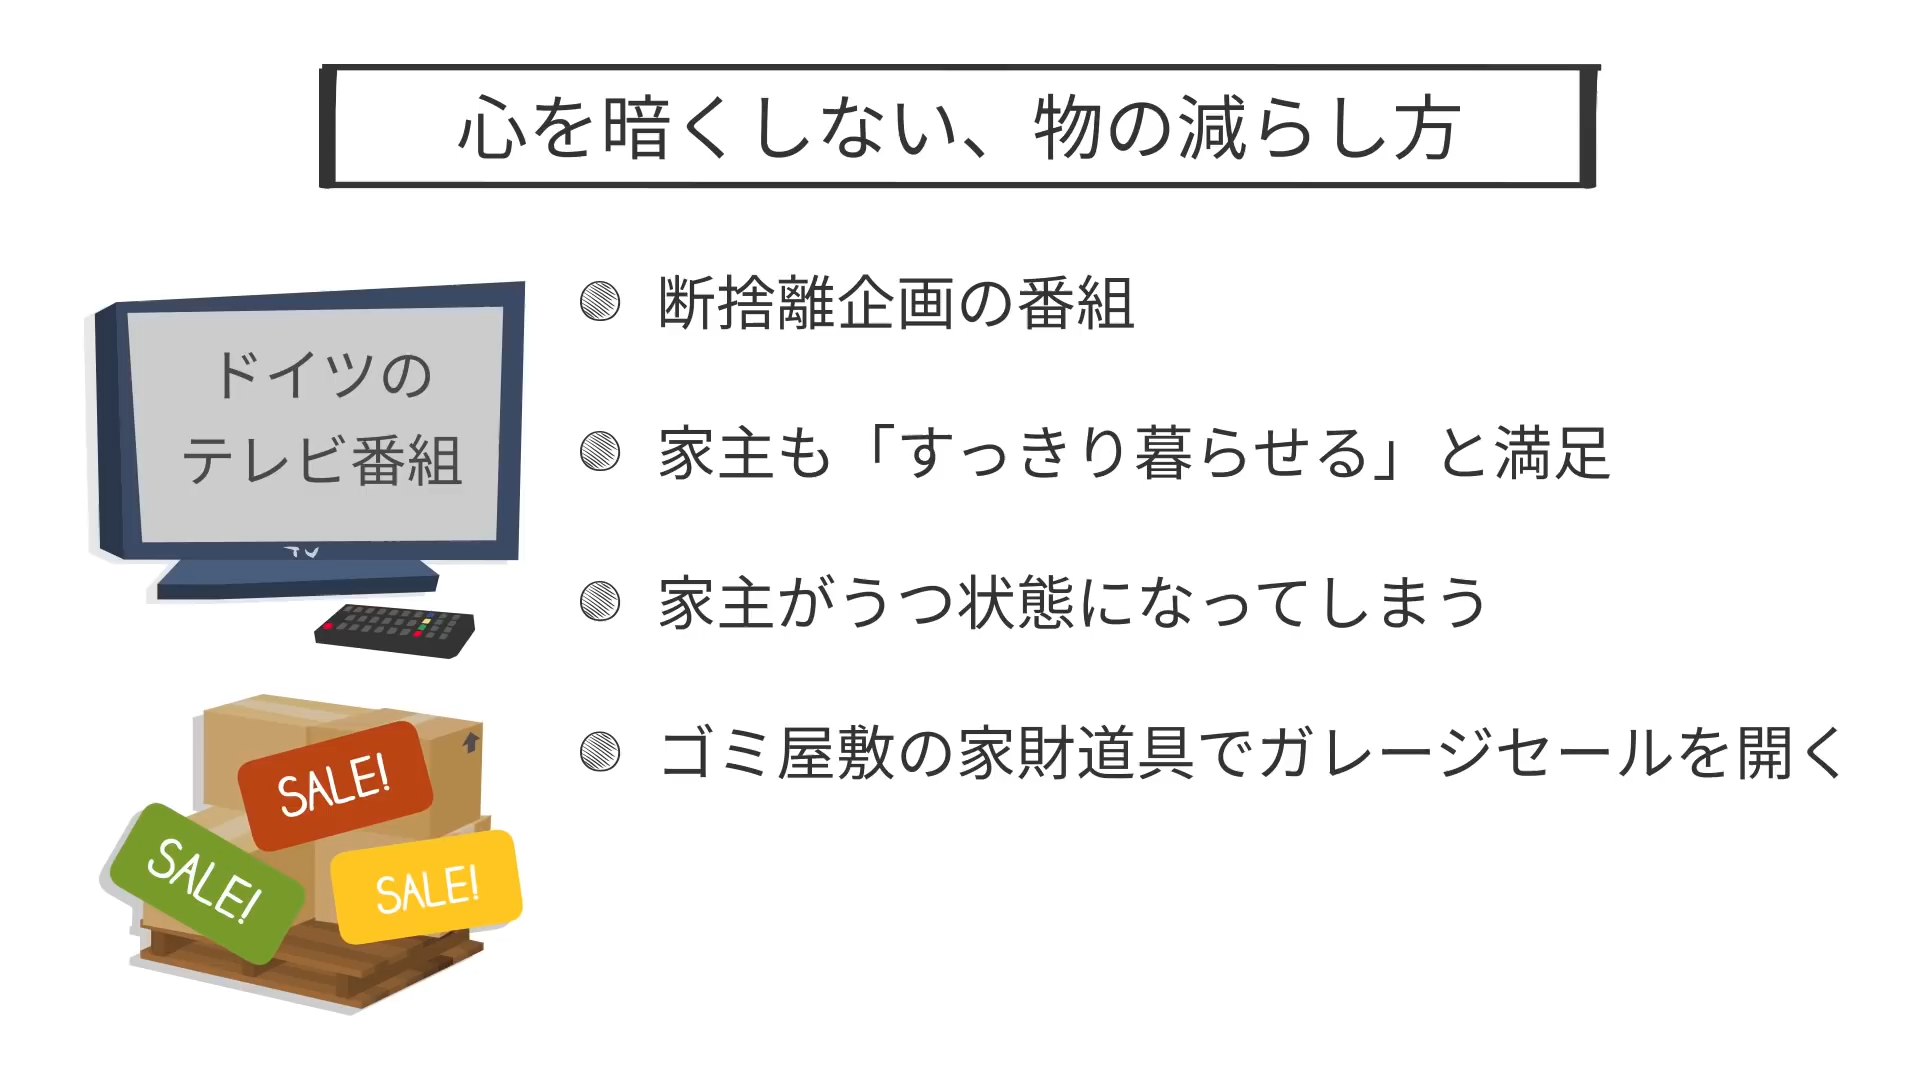 心を暗くしない、物の減らし方
ドイツの
テレビ番組
TV
断捨離企画の番組
家主も「すっきり暮らせる」と満足
家主がうつ状態になってしまう
ゴミ屋敷の家財道具でガレージセールを開く
SALE!
SALE!
SALE!